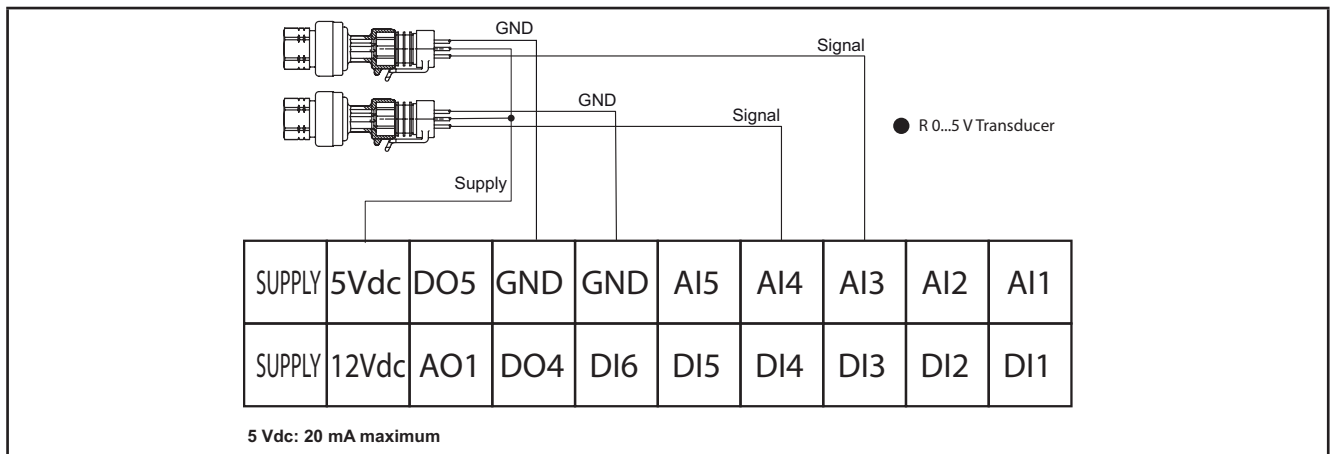 GND
Signal
GND
Signal
● R 0...5 V Transducer
Supply
SUPPLY 5Vdc DO5 GND GND AI5 AI4 AI3 AI2 AI1
SUPPLY 12Vdc AO1 DO4 DI6 DI5 DI4 DI3 DI2 DI1
5 Vdc: 20 mA maximum